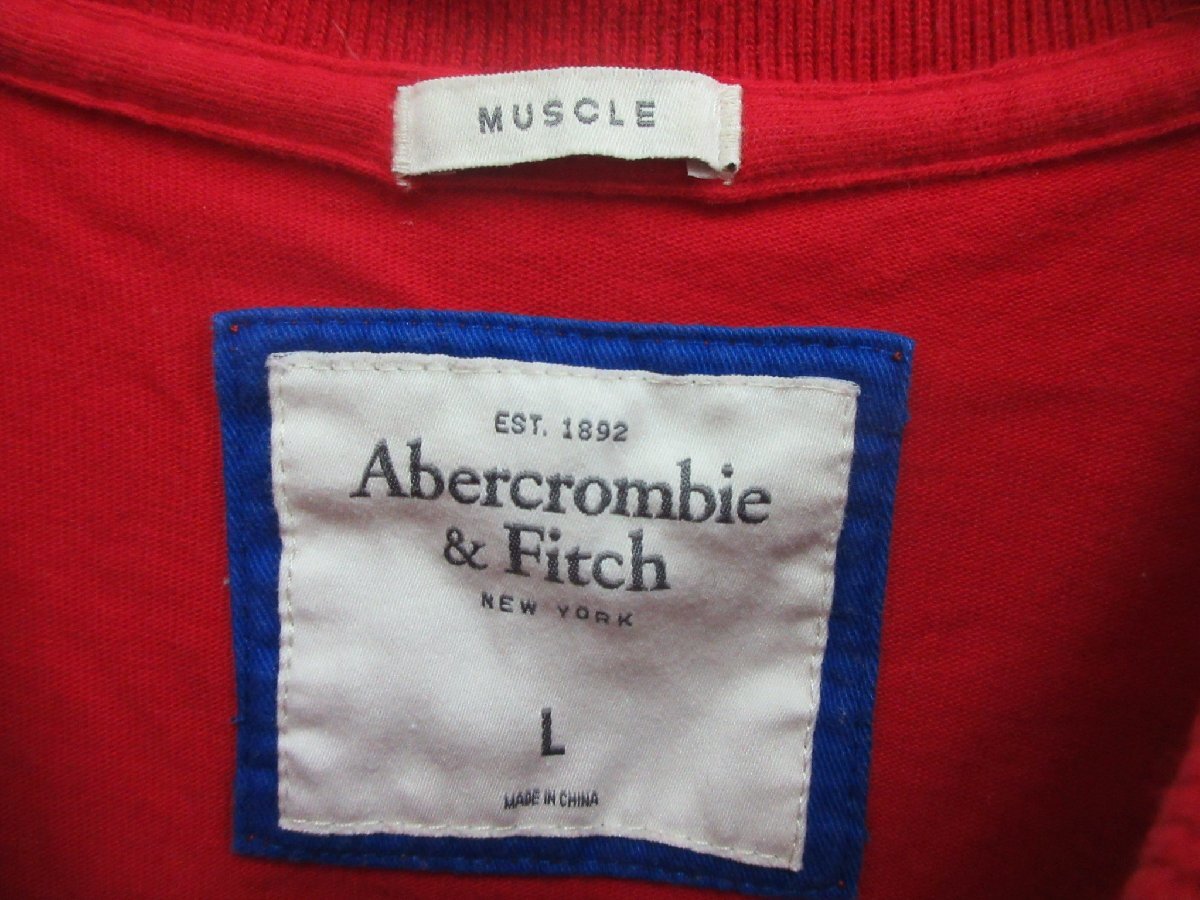 MUSCLE
EST. 1892
Abercrombie
& Fitch
NEW YORK
L
MADE IN CHINA